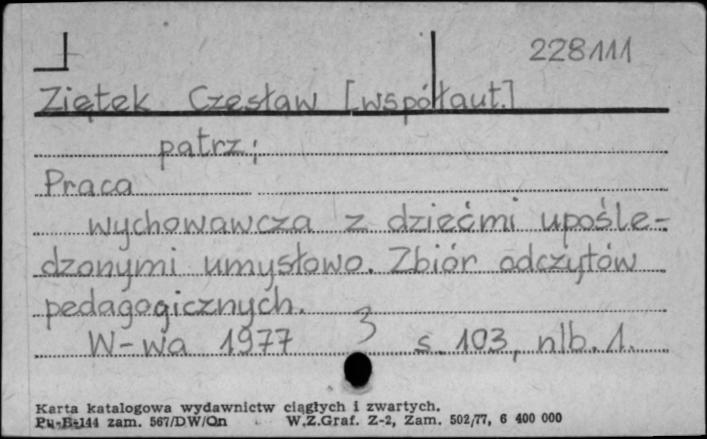 228111
Ziętek Czesław [współaut.]
patrz:
Praca
wychowawcza z dziećmi upośle-
dzonymi umysłowo. Zbiór odczytów
pedagogicznych.
W-wa 1977 3 s. 103, nlb. 1.
Karta katalogowa wydawnictw ciągłych i zwartych.
Pu-B-144 zam. 567/DW/On W.Z.Graf. Z-2, Zam. 502/77, 6 400 000